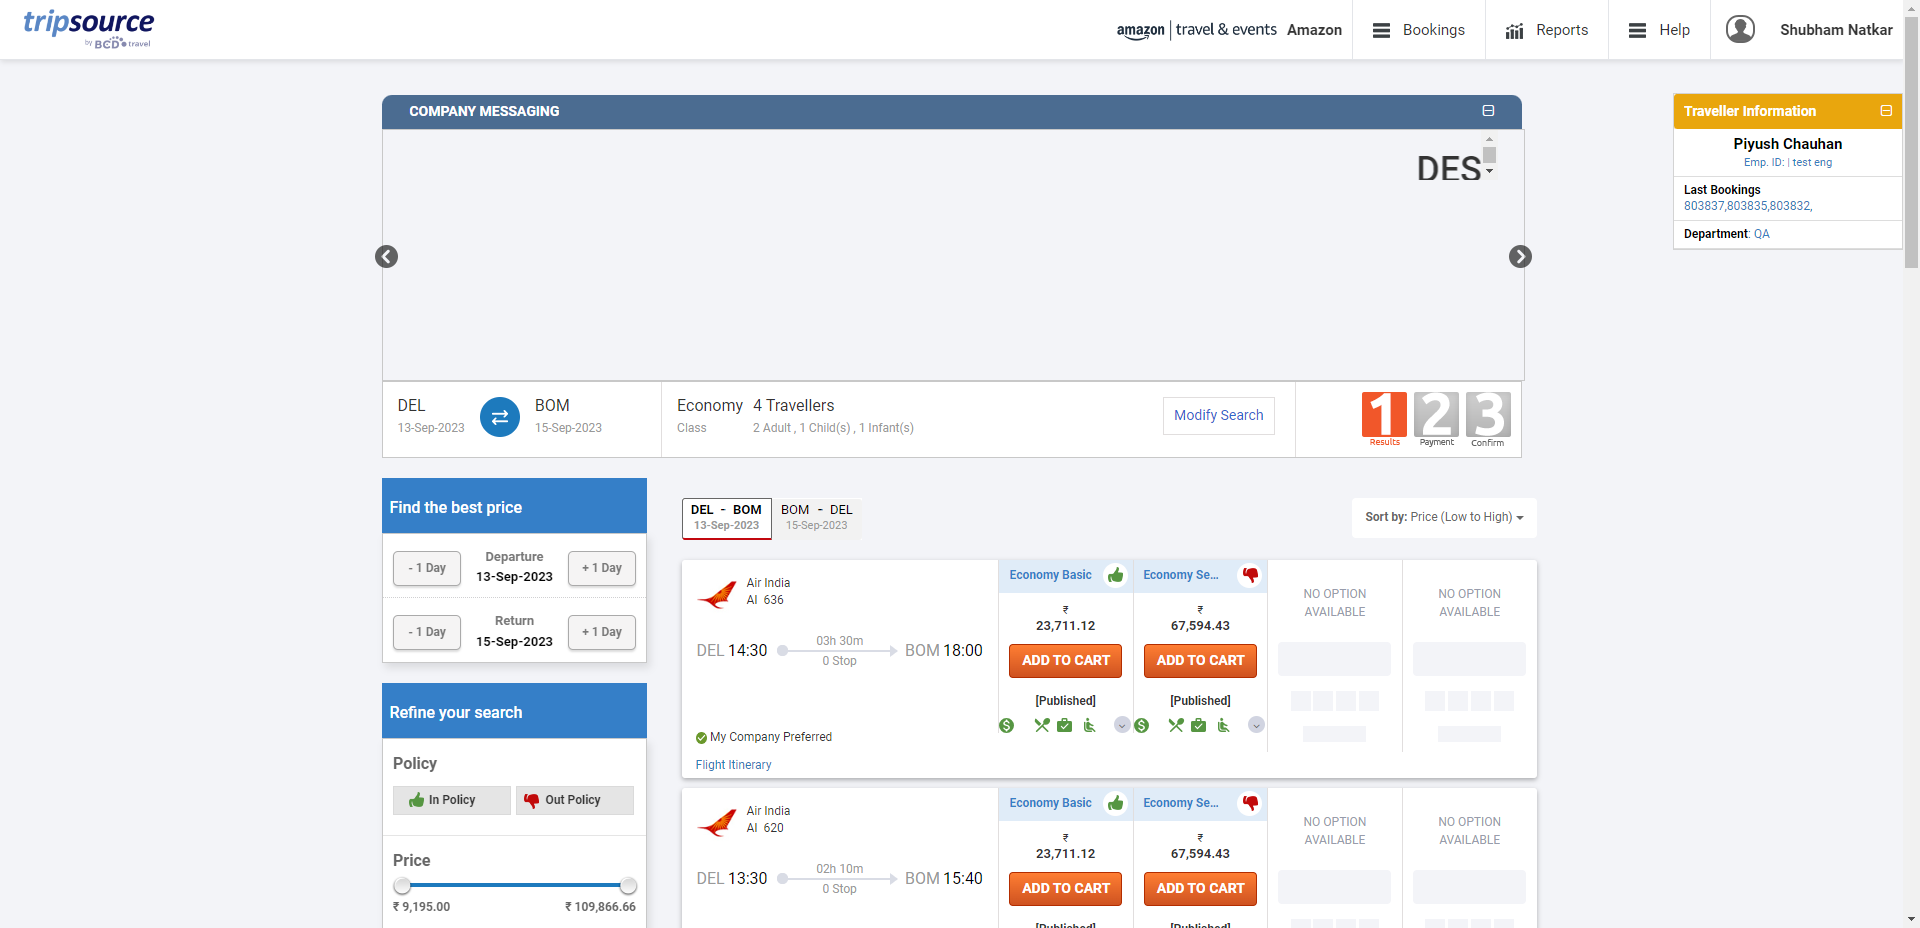 tripsource
by BCD travel
amazon | travel & events Amazon
Bookings
Reports
Help
Shubham Natkar
COMPANY MESSAGING
DES
Traveller Information
Piyush Chauhan
Emp. ID: | test eng
Last Bookings
803837,803835,803832,
Department: QA
DEL
13-Sep-2023
BOM
15-Sep-2023
Economy
Class
4 Travellers
2 Adult , 1 Child(s) , 1 Infant(s)
Modify Search
1
Results
2
Payment
3
Confirm
Find the best price
- 1 Day
Departure
13-Sep-2023
+ 1 Day
- 1 Day
Return
15-Sep-2023
+ 1 Day
Refine your search
Policy
In Policy
Out Policy
Price
₹ 9,195.00
₹ 109,866.66
DEL - BOM
13-Sep-2023
BOM - DEL
15-Sep-2023
Sort by: Price (Low to High)
Air India
AI 636
DEL 14:30
03h 30m
0 Stop
BOM 18:00
My Company Preferred
Flight Itinerary
Economy Basic
₹
23,711.12
ADD TO CART
[Published]
Economy Se...
₹
67,594.43
ADD TO CART
[Published]
NO OPTION
AVAILABLE
NO OPTION
AVAILABLE
Air India
AI 620
DEL 13:30
02h 10m
0 Stop
BOM 15:40
Economy Basic
₹
23,711.12
ADD TO CART
[Published]
Economy Se...
₹
67,594.43
ADD TO CART
[Published]
NO OPTION
AVAILABLE
NO OPTION
AVAILABLE